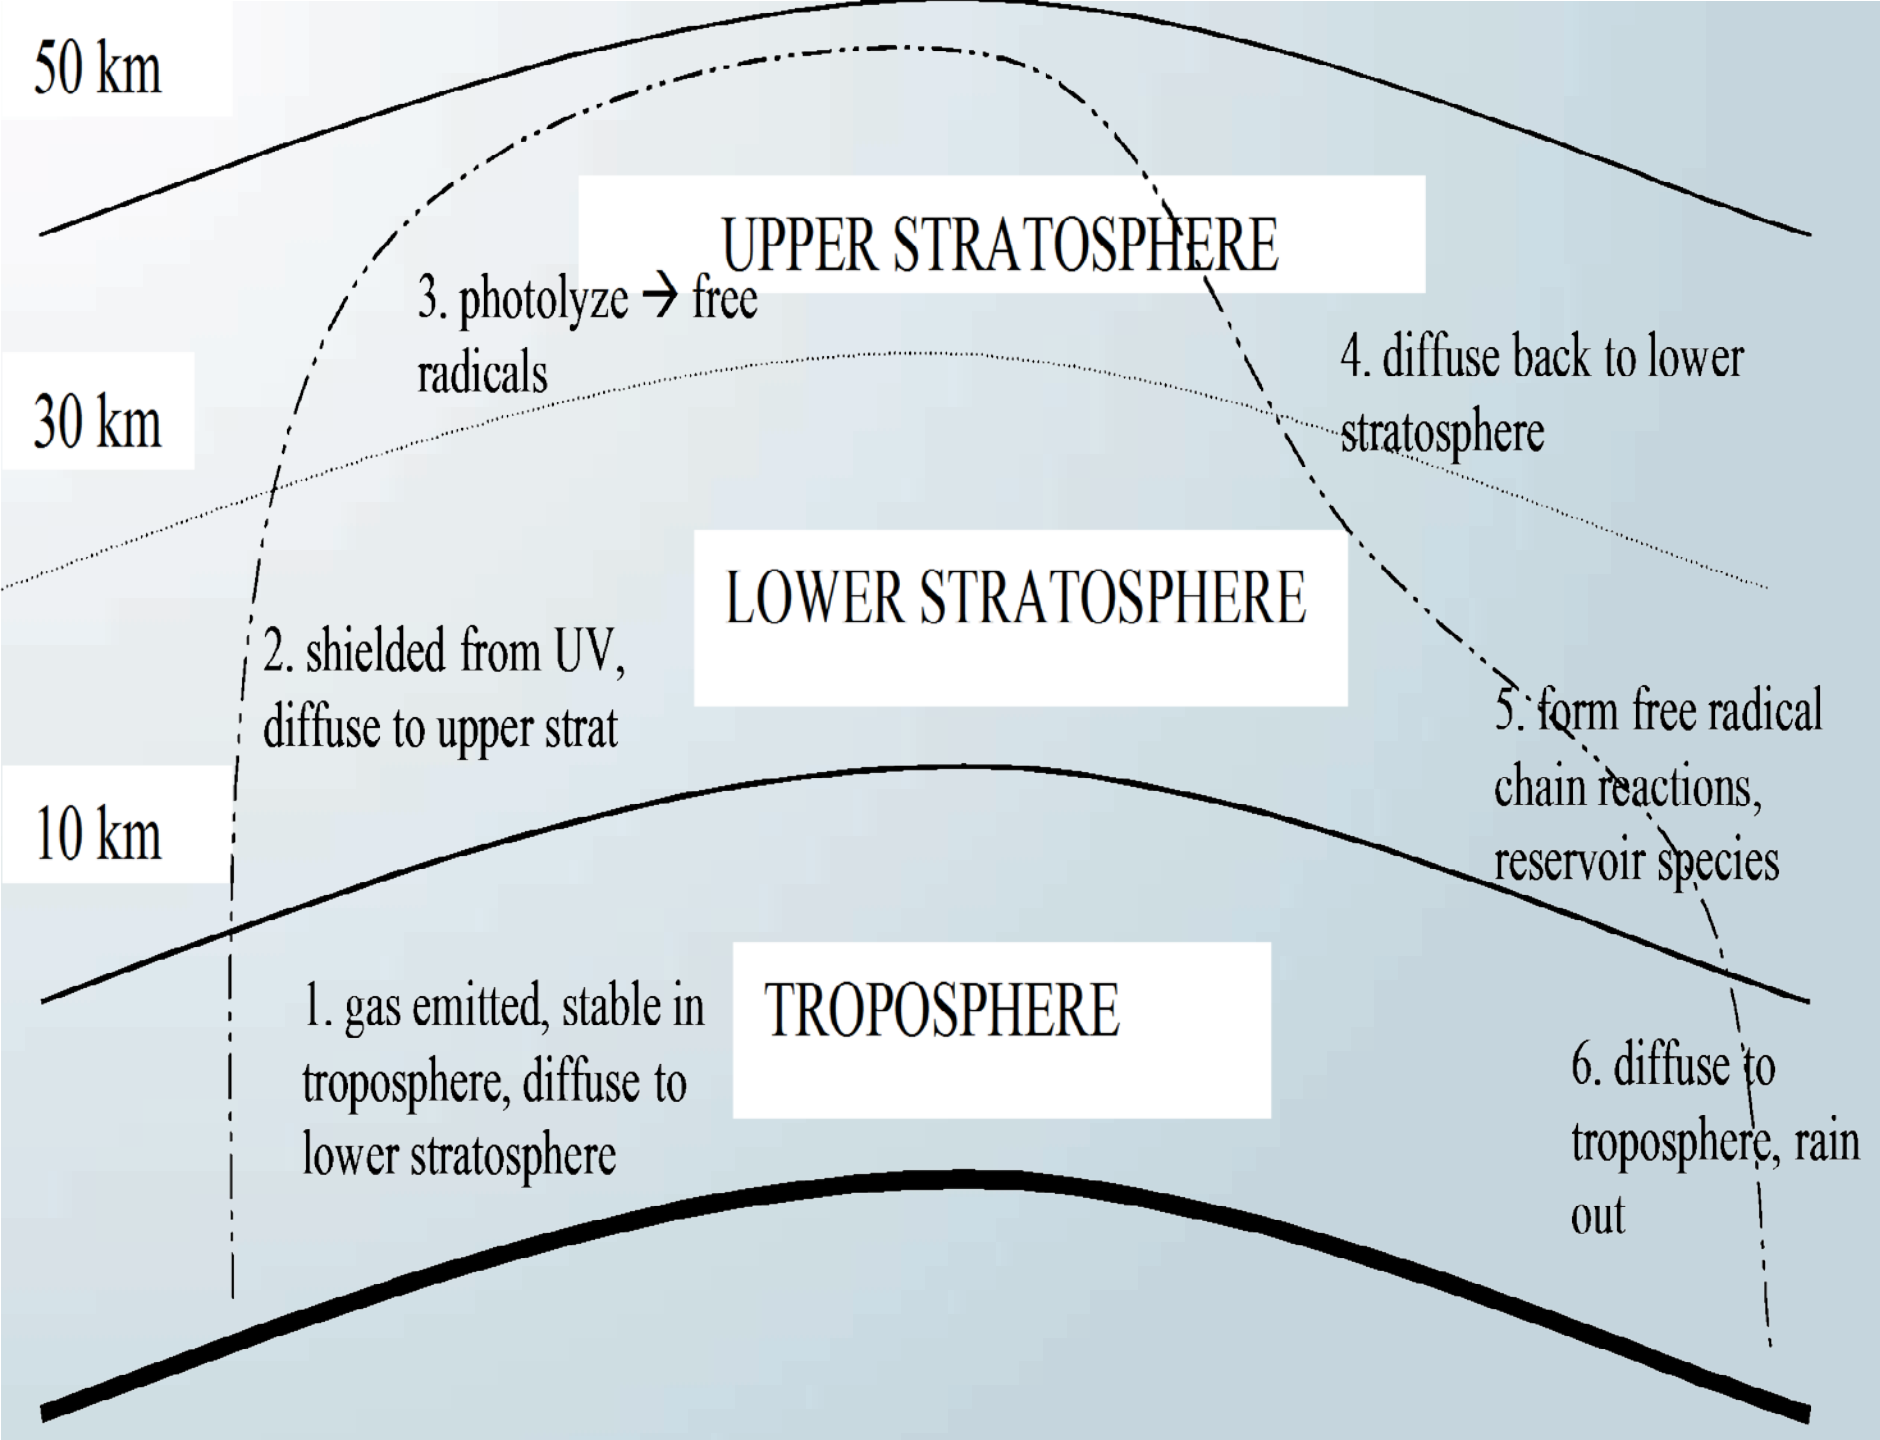 50 km
UPPER STRATOSPHERE
3. photolyze → free
radicals
4. diffuse back to lower
stratosphere
30 km
LOWER STRATOSPHERE
2. shielded from UV,
diffuse to upper strat
5. form free radical
chain reactions,
reservoir species
10 km
TROPOSPHERE
1. gas emitted, stable in
troposphere, diffuse to
lower stratosphere
6. diffuse to
troposphere, rain
out